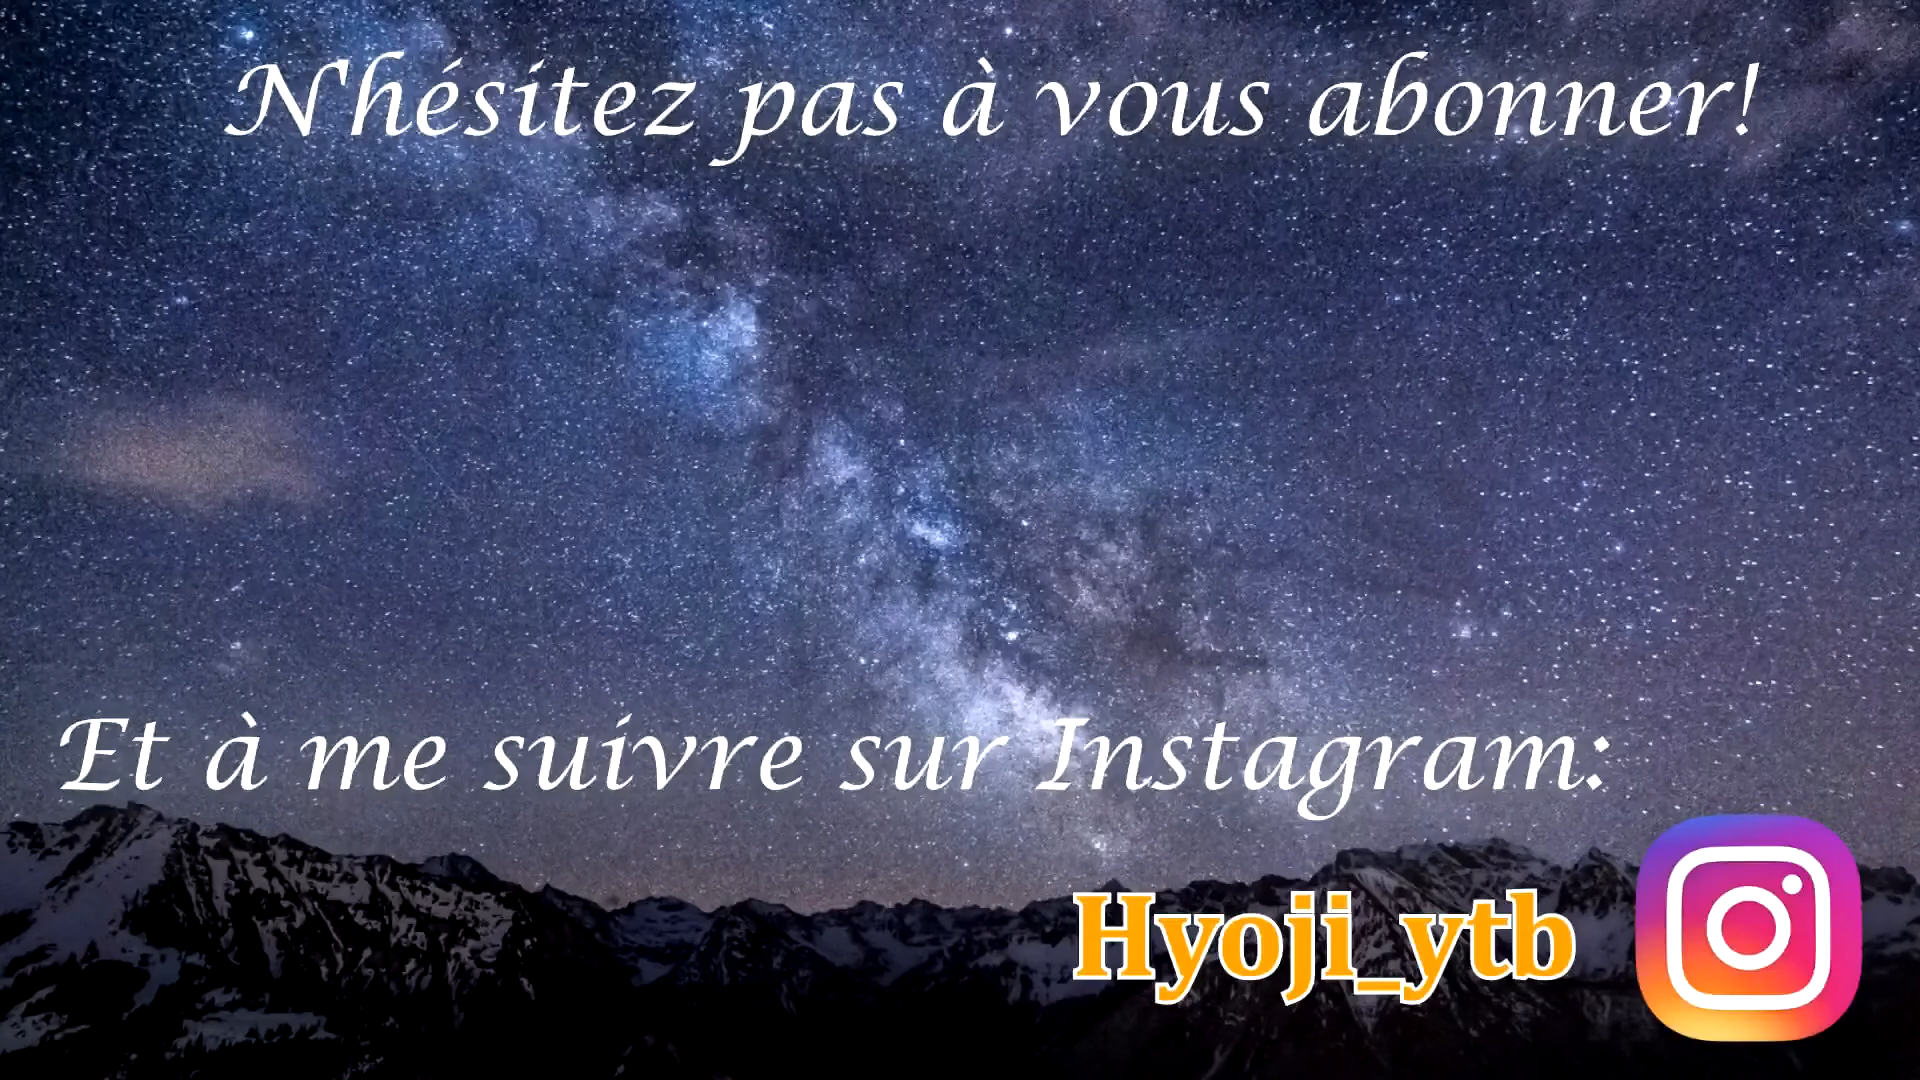 N'hésitez pas à vous abonner!
Et à me suivre sur Instagram:
Hyoji_ytb